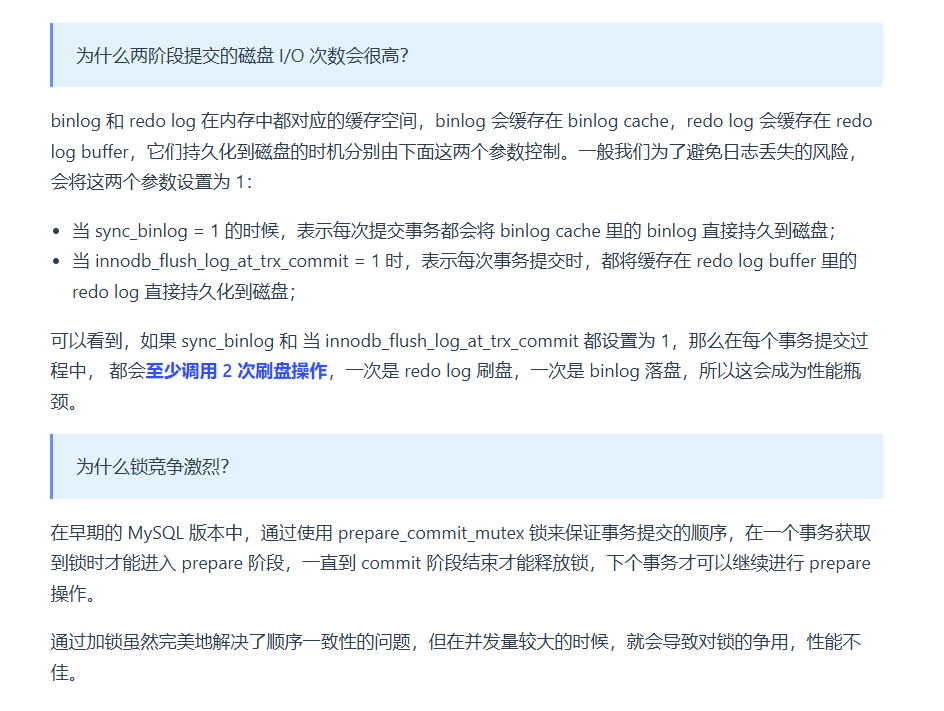 为什么两阶段提交的磁盘 I/O 次数会很高？
binlog 和 redo log 在内存中都对应的缓存空间，binlog 会缓存在 binlog cache，redo log 会缓存在 redo
log buffer，它们持久化到磁盘的时机分别由下面这两个参数控制。一般我们为了避免日志丢失的风险，
会将这两个参数设置为 1：
• 当 sync_binlog = 1 的时候，表示每次提交事务都会将 binlog cache 里的 binlog 直接持久到磁盘；
• 当 innodb_flush_log_at_trx_commit = 1 时，表示每次事务提交时，都将缓存在 redo log buffer 里的
redo log 直接持久化到磁盘；
可以看到，如果 sync_binlog 和 当 innodb_flush_log_at_trx_commit 都设置为 1，那么在每个事务提交过
程中， 都会至少调用 2 次刷盘操作，一次是 redo log 刷盘，一次是 binlog 落盘，所以这会成为性能瓶
颈。
为什么锁竞争激烈？
在早期的 MySQL 版本中，通过使用 prepare_commit_mutex 锁来保证事务提交的顺序，在一个事务获取
到锁时才能进入 prepare 阶段，一直到 commit 阶段结束才能释放锁，下个事务才可以继续进行 prepare
操作。
通过加锁虽然完美地解决了顺序一致性的问题，但在并发量较大的时候，就会导致对锁的争用，性能不
佳。